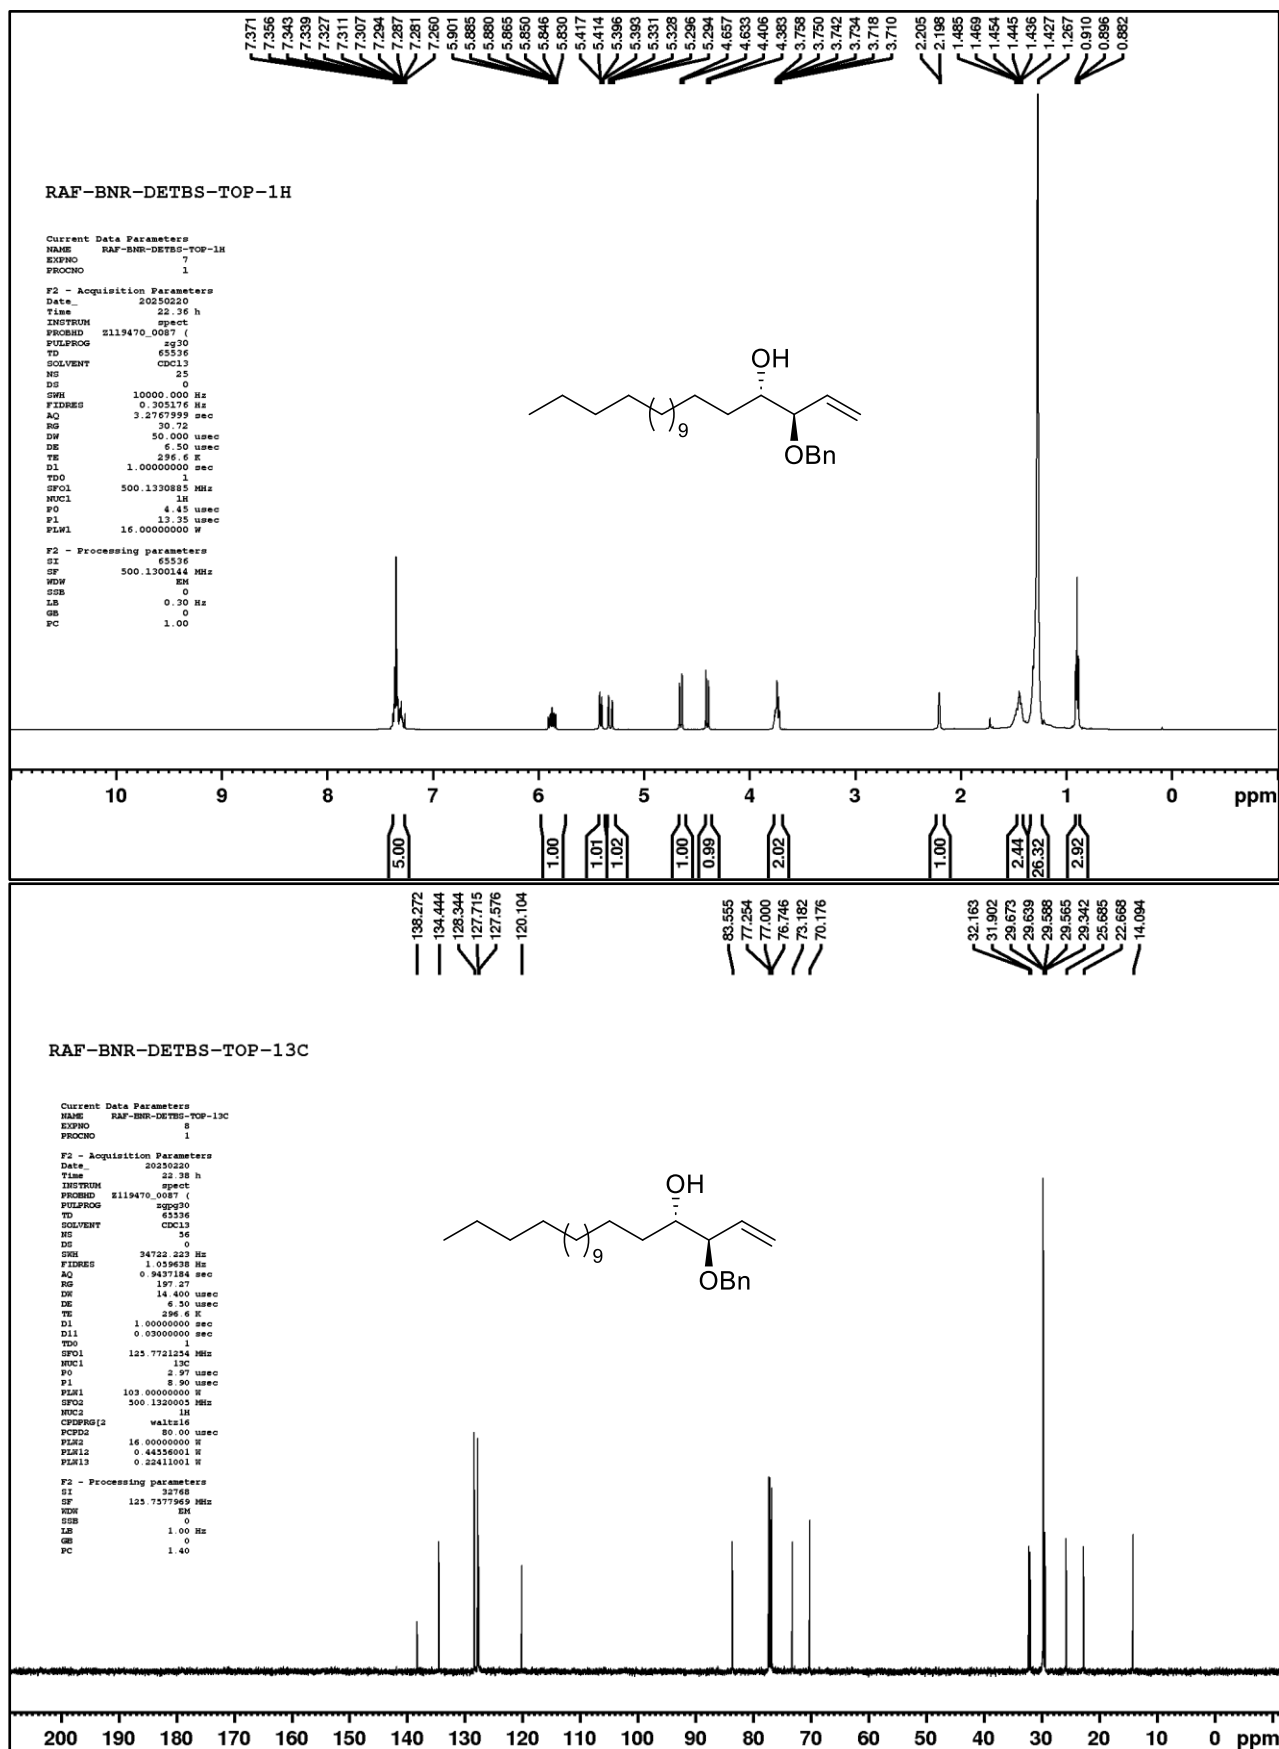 7.371 7.356 7.343 7.339 7.327 7.311 7.307 7.294 7.287 7.281 7.260 5.901 5.885 5.880 5.865 5.850 5.846 5.830 5.417 5.414 5.396 5.393 5.331 5.328 5.296 5.294 4.657 4.633 4.406 4.383 3.758 3.750 3.742 3.734 3.718 3.710 2.205 2.198 1.485 1.469 1.454 1.445 1.436 1.427 1.267 0.910 0.896 0.882
RAF-BNR-DETBS-TOP-1H
Current Data Parameters
NAME RAF-BNR-DETBS-TOP-1H
EXPNO 7
PROCNO 1
F2 - Acquisition Parameters
Date_ 20250220
Time 22.36 h
INSTRUM spect
PROBHD Z119470_0087 (
PULPROG zg30
TD 65536
SOLVENT CDCl3
NS 25
DS 0
SWH 10000.000 Hz
FIDRES 0.305176 Hz
AQ 3.2767999 sec
RG 30.72
DW 50.000 usec
DE 6.50 usec
TE 296.6 K
D1 1.00000000 sec
TD0 1
SFO1 500.1330885 MHz
NUC1 1H
P0 4.45 usec
P1 13.35 usec
PLW1 16.00000000 W
F2 - Processing parameters
SI 65536
SF 500.1300144 MHz
WDW EM
SSB 0
LB 0.30 Hz
GB 0
PC 1.00
OH
9
OBn
10 9 8 7 6 5 4 3 2 1 0 ppm
5.00 1.00 1.01 1.02 1.00 0.99 2.02 1.00 2.44 26.32 2.92
138.272 134.444 128.344 127.715 127.576 120.104 83.555 77.254 77.000 76.746 73.182 70.176 32.163 31.902 29.673 29.639 29.588 29.565 29.342 25.685 22.668 14.094
RAF-BNR-DETBS-TOP-13C
Current Data Parameters
NAME RAF-BNR-DETBS-TOP-13C
EXPNO 8
PROCNO 1
F2 - Acquisition Parameters
Date_ 20250220
Time 22.38 h
INSTRUM spect
PROBHD Z119470_0087 (
PULPROG zgpg30
TD 65536
SOLVENT CDCl3
NS 56
DS 0
SWH 34722.223 Hz
FIDRES 1.059638 Hz
AQ 0.9437184 sec
RG 197.27
DW 14.400 usec
DE 6.50 usec
TE 296.6 K
D1 1.00000000 sec
D11 0.03000000 sec
TD0 1
SFO1 125.7721254 MHz
NUC1 13C
P0 2.97 usec
P1 8.90 usec
PLW1 103.00000000 W
SFO2 500.1320005 MHz
NUC2 1H
CPDPRG[2 waltz16
PCPD2 80.00 usec
PLW2 16.00000000 W
PLW12 0.44556001 W
PLW13 0.22411001 W
F2 - Processing parameters
SI 32768
SF 125.7577969 MHz
WDW EM
SSB 0
LB 1.00 Hz
GB 0
PC 1.40
OH
9
OBn
200 190 180 170 160 150 140 130 120 110 100 90 80 70 60 50 40 30 20 10 0 ppm